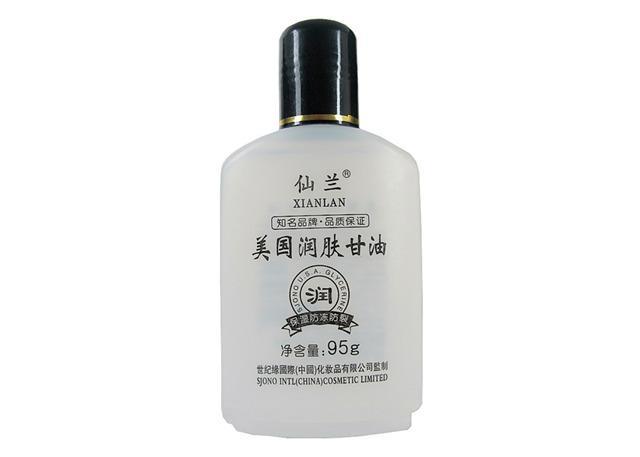 仙兰®
XIANLAN
知名品牌·品质保证
美国润肤甘油
SJONO U.S.A. GLYCERINE
润
保湿防冻防裂
净含量:95g
世纪缘國際(中國)化妝品有限公司監制
SJONO INTL(CHINA)COSMETIC LIMITED